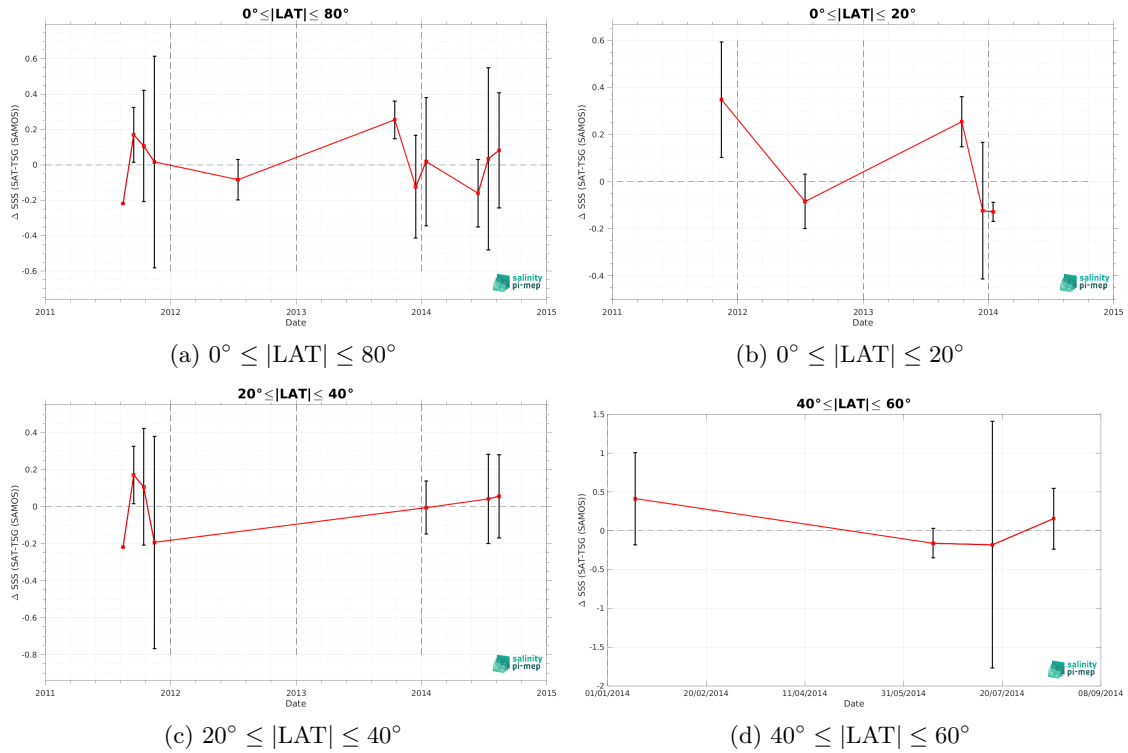 0°≤|LAT|≤ 80°
Δ SSS (SAT-TSG (SAMOS))
0.6
0.4
0.2
0
-0.2
-0.4
-0.6
salinity
pi-mep
2011 2012 2013 2014 2015
Date
(a) 0° ≤ |LAT| ≤ 80°
0°≤|LAT|≤ 20°
Δ SSS (SAT-TSG (SAMOS))
0.6
0.4
0.2
0
-0.2
-0.4
salinity
pi-mep
2011 2012 2013 2014 2015
Date
(b) 0° ≤ |LAT| ≤ 20°
20°≤|LAT|≤ 40°
Δ SSS (SAT-TSG (SAMOS))
0.4
0.2
0
-0.2
-0.4
-0.6
-0.8
salinity
pi-mep
2011 2012 2013 2014 2015
Date
(c) 20° ≤ |LAT| ≤ 40°
40°≤|LAT|≤ 60°
Δ SSS (SAT-TSG (SAMOS))
1.5
1
0.5
0
-0.5
-1
-1.5
-2
salinity
pi-mep
01/01/2014 20/02/2014 11/04/2014 31/05/2014 20/07/2014 08/09/2014
Date
(d) 40° ≤ |LAT| ≤ 60°